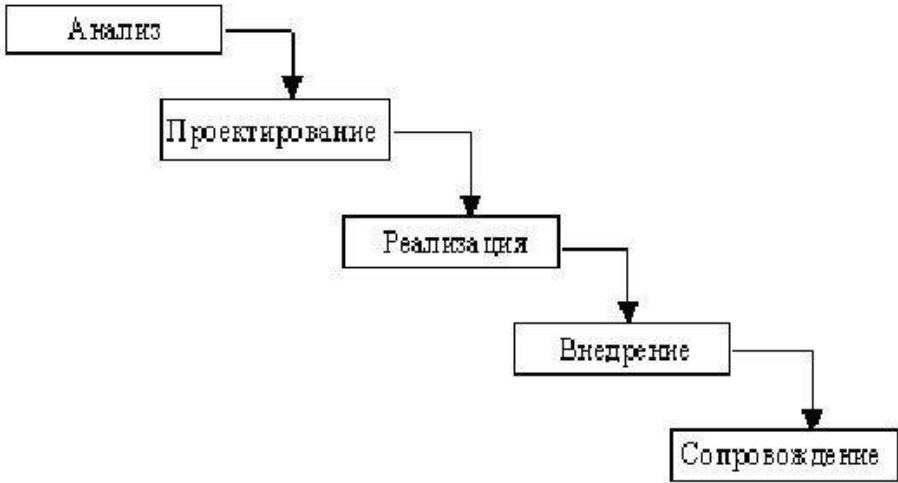 Анализ
Проектирование
Реализация
Внедрение
Сопровождение